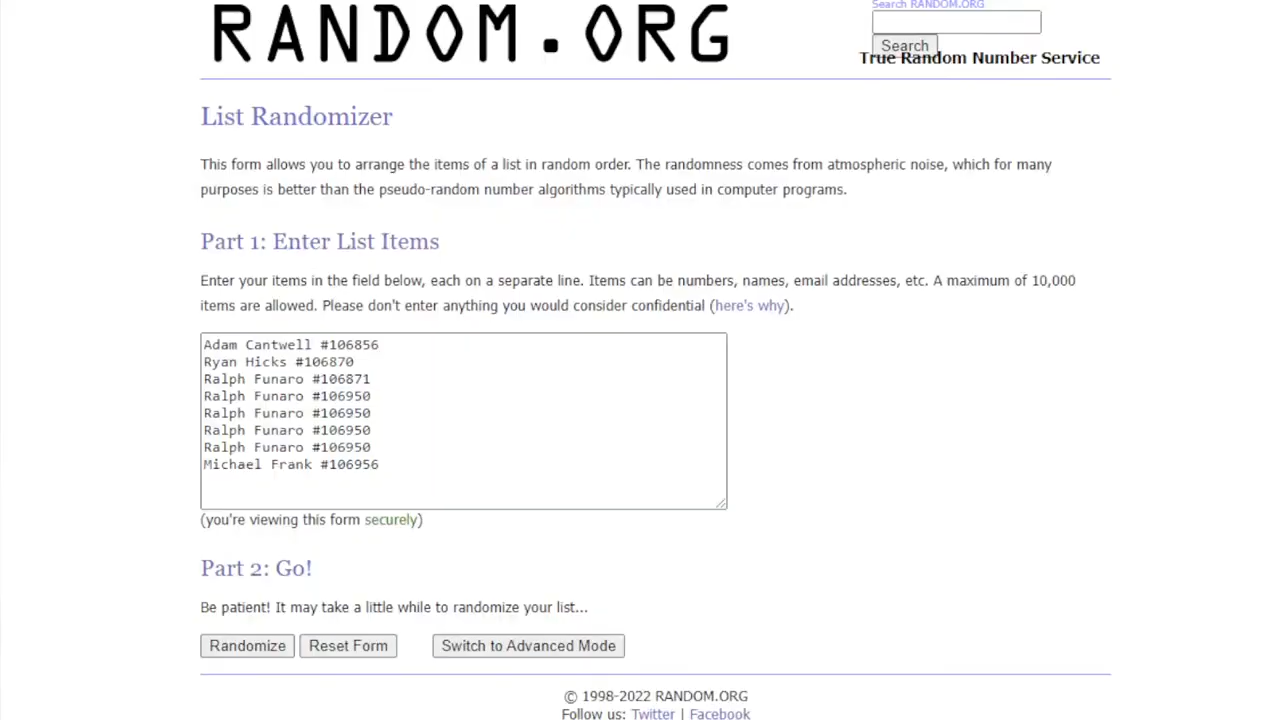 RANDOM.ORG
Search RANDOM.ORG
Search
True Random Number Service
List Randomizer
This form allows you to arrange the items of a list in random order. The randomness comes from atmospheric noise, which for many
purposes is better than the pseudo-random number algorithms typically used in computer programs.
Part 1: Enter List Items
Enter your items in the field below, each on a separate line. Items can be numbers, names, email addresses, etc. A maximum of 10,000
items are allowed. Please don't enter anything you would consider confidential (here's why).
Adam Cantwell #106856
Ryan Hicks #106870
Ralph Funaro #106871
Ralph Funaro #106950
Ralph Funaro #106950
Ralph Funaro #106950
Ralph Funaro #106950
Michael Frank #106956
(you're viewing this form securely)
Part 2: Go!
Be patient! It may take a little while to randomize your list...
Randomize Reset Form Switch to Advanced Mode
© 1998-2022 RANDOM.ORG
Follow us: Twitter | Facebook